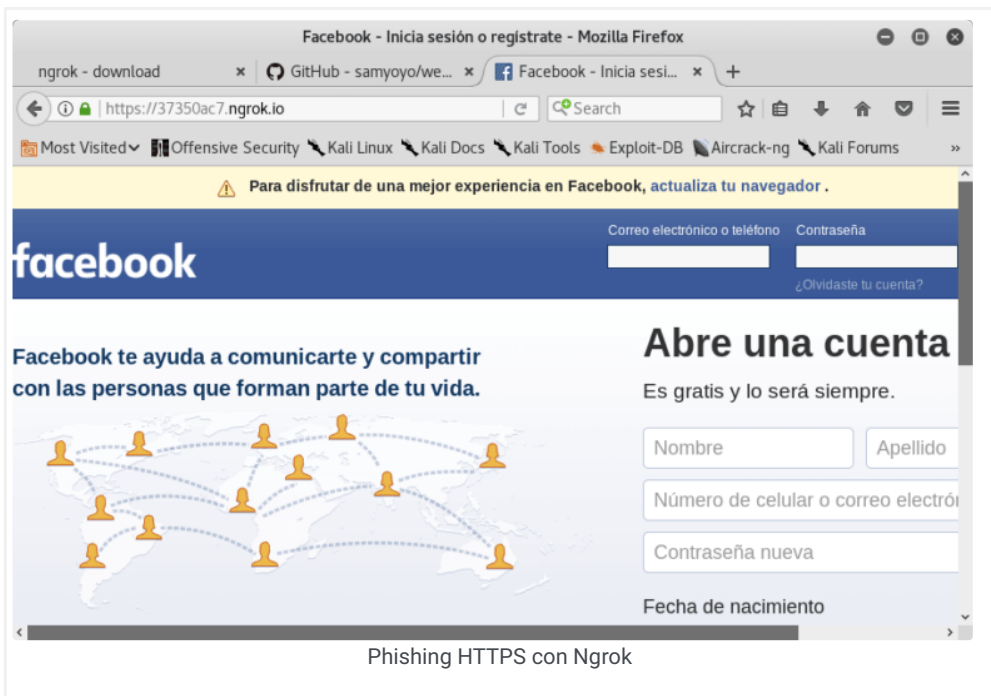 Facebook - Inicia sesión o regístrate - Mozilla Firefox
ngrok - download × GitHub - samyoyo/we... × Facebook - Inicia sesi... × +
https://37350ac7.ngrok.io Search
Most Visited Offensive Security Kali Linux Kali Docs Kali Tools Exploit-DB Aircrack-ng Kali Forums »
Para disfrutar de una mejor experiencia en Facebook, actualiza tu navegador .
Correo electrónico o teléfono Contraseña
facebook
¿Olvidaste tu cuenta?
Facebook te ayuda a comunicarte y compartir
con las personas que forman parte de tu vida.
Abre una cuenta
Es gratis y lo será siempre.
Nombre Apellido
Número de celular o correo electrón
Contraseña nueva
Fecha de nacimiento
Phishing HTTPS con Ngrok